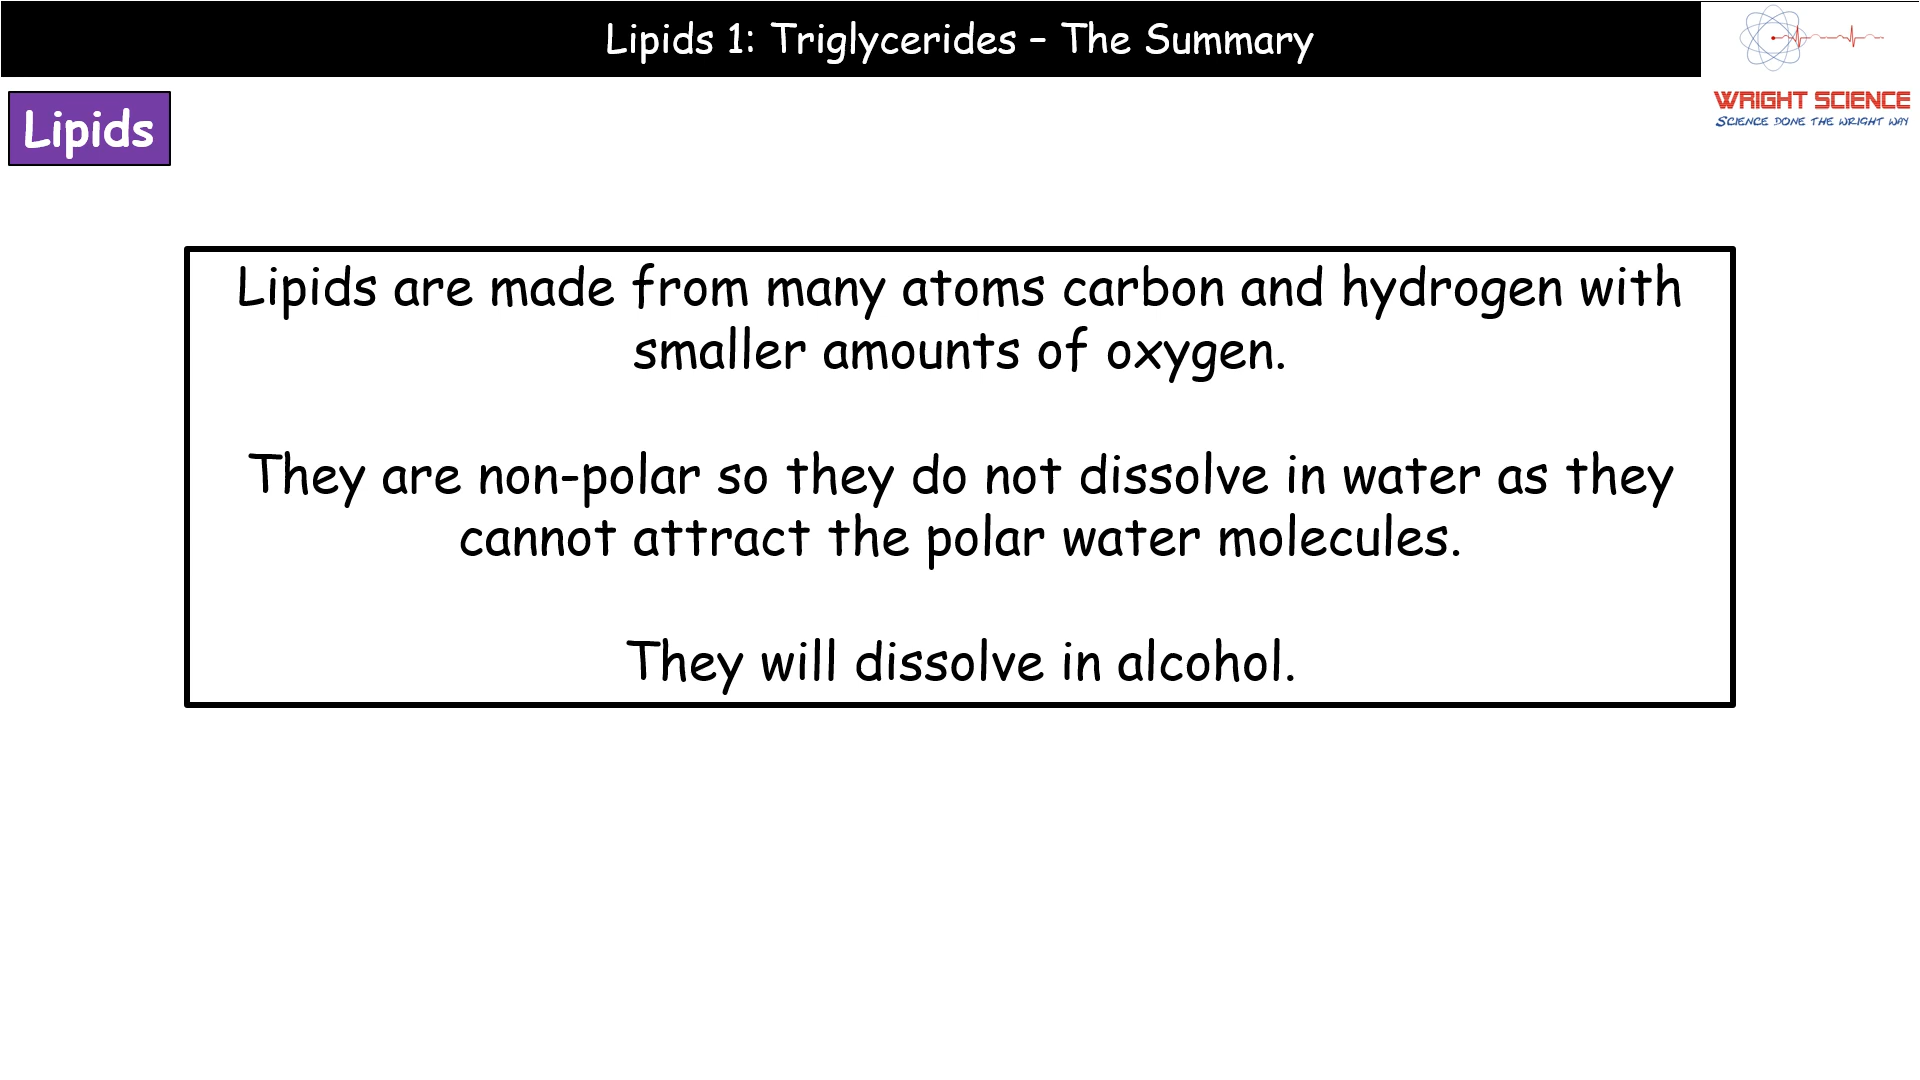 Lipids 1: Triglycerides – The Summary
WRIGHT SCIENCE
SCIENCE DONE THE WRIGHT WAY
Lipids
Lipids are made from many atoms carbon and hydrogen with
smaller amounts of oxygen.
They are non-polar so they do not dissolve in water as they
cannot attract the polar water molecules.
They will dissolve in alcohol.